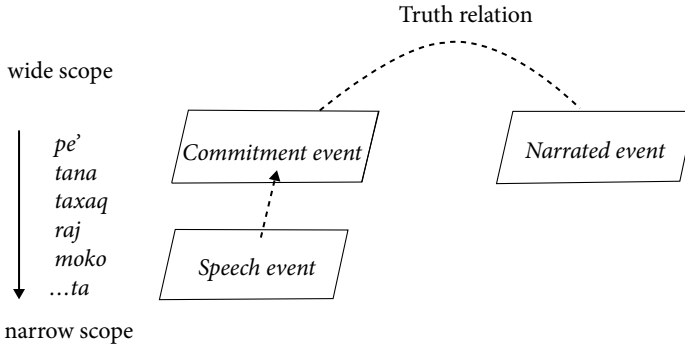 Truth relation
wide scope
pe’
tana
taxaq
raj
moko
…ta
narrow scope
Commitment event
Narrated event
Speech event